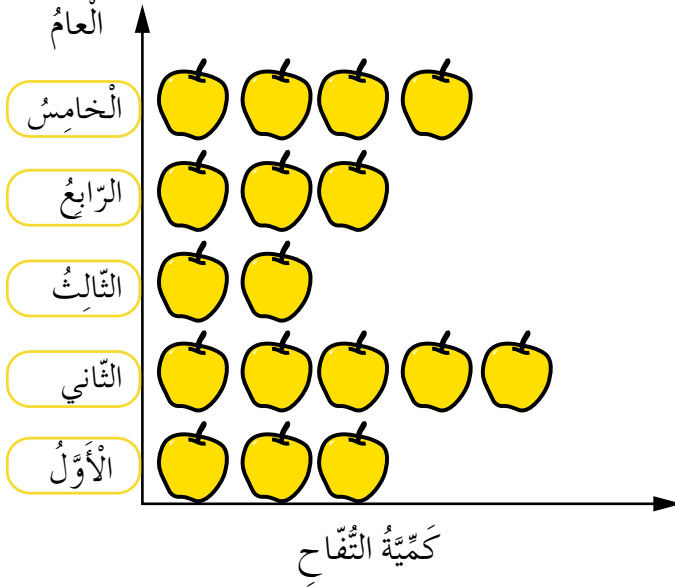 الْعامُ
الْخامِسُ
الرّابِعُ
الثّالِثُ
الثّاني
الْأَوَّلُ
كَمِّيَّةُ التُّفّاحِ